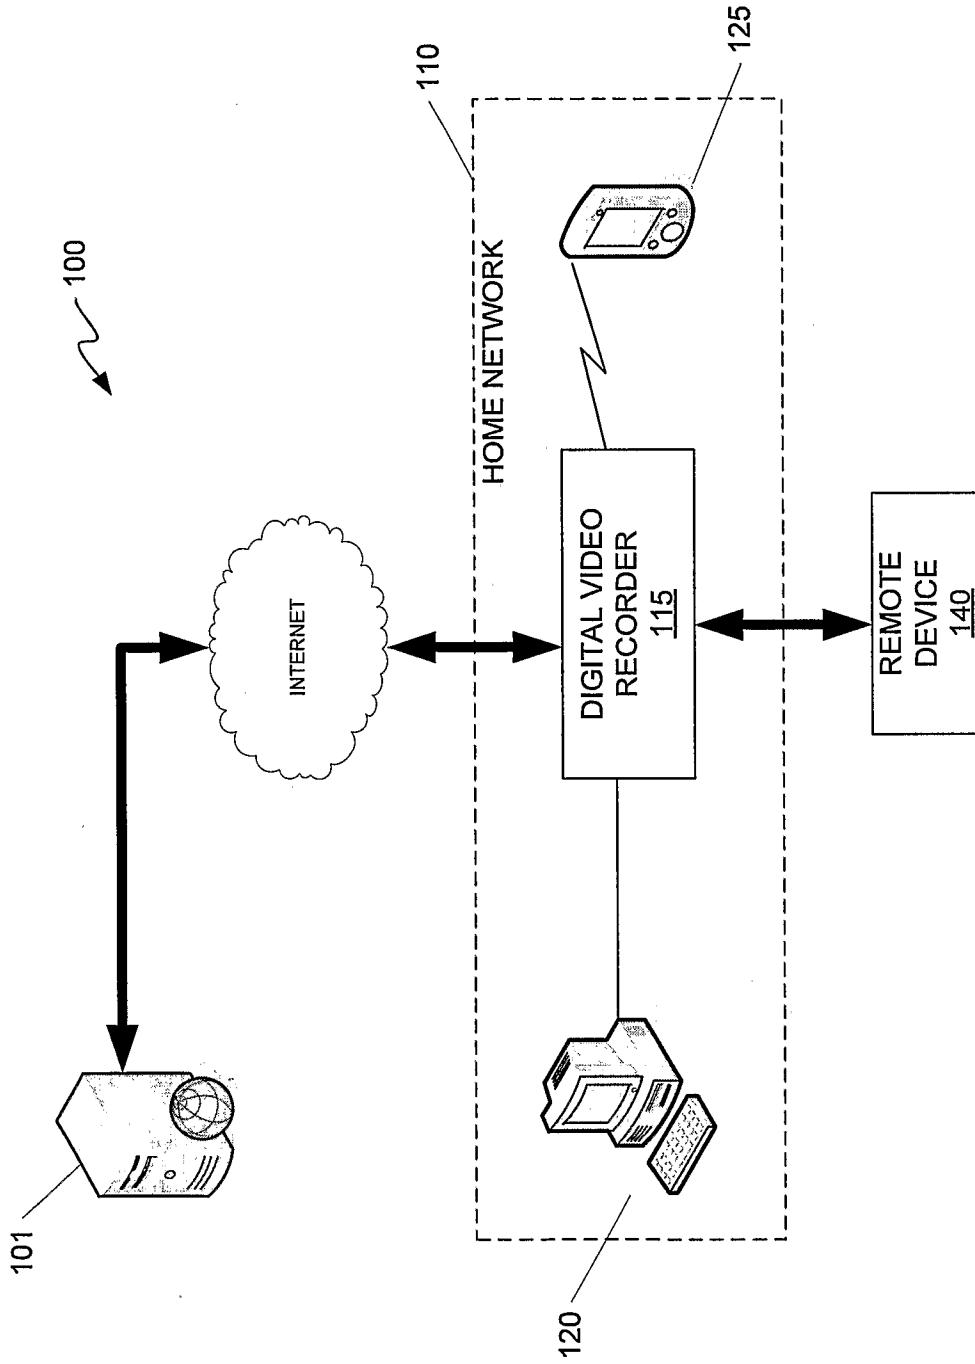 100
101
INTERNET
110
HOME NETWORK
DIGITAL VIDEO
RECORDER
115
120
125
REMOTE
DEVICE
140